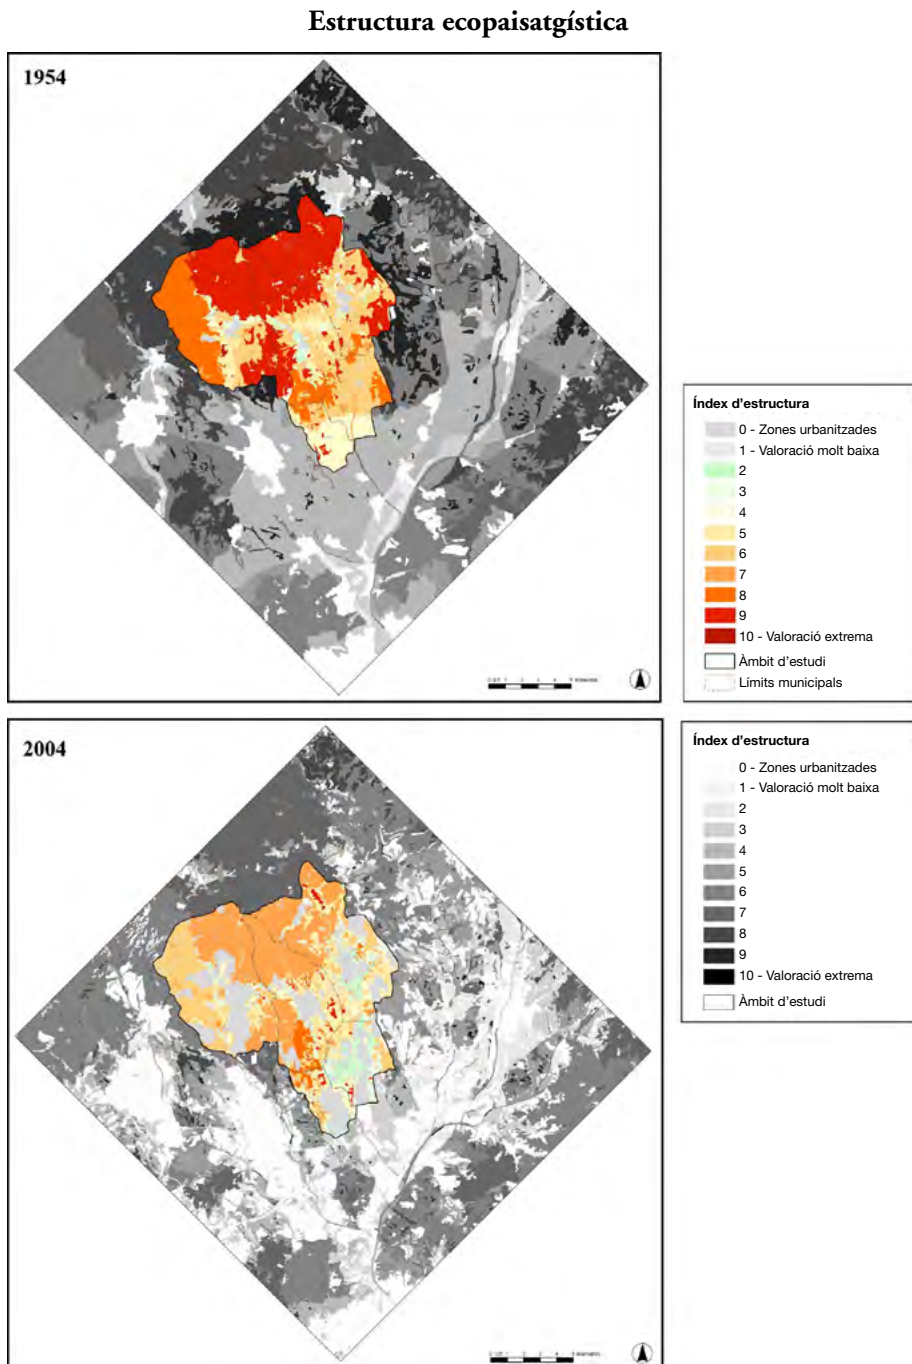 Estructura ecopaisatgística
1954
Índex d'estructura
0 - Zones urbanitzades
1 - Valoració molt baixa
2
3
4
5
6
7
8
9
10 - Valoració extrema
Àmbit d'estudi
Límits municipals
2004
Índex d'estructura
0 - Zones urbanitzades
1 - Valoració molt baixa
2
3
4
5
6
7
8
9
10 - Valoració extrema
Àmbit d'estudi